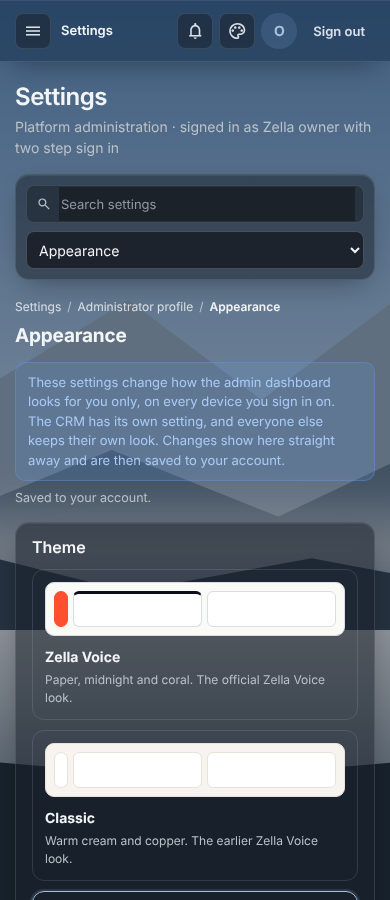 Settings
O
Sign out
Settings
Platform administration · signed in as Zella owner with
two step sign in
Search settings
Appearance
Settings / Administrator profile / Appearance
Appearance
These settings change how the admin dashboard
looks for you only, on every device you sign in on.
The CRM has its own setting, and everyone else
keeps their own look. Changes show here straight
away and are then saved to your account.
Saved to your account.
Theme
Zella Voice
Paper, midnight and coral. The official Zella Voice
look.
Classic
Warm cream and copper. The earlier Zella Voice
look.